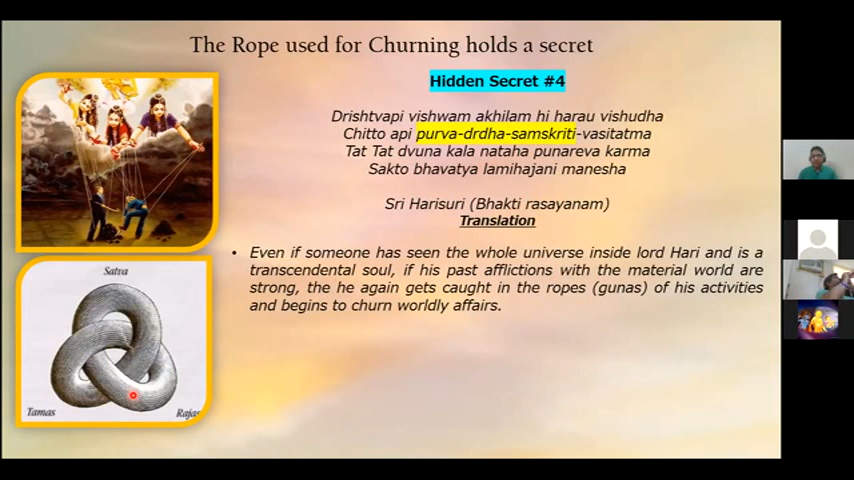 The Rope used for Churning holds a secret
Hidden Secret #4
Drishtvapi vishwam akhilam hi harau vishudha
Chitto api purva-drdha-samskriti-vasitatma
Tat Tat dvuna kala nataha punareva karma
Sakto bhavatya lamihajani manesha
Sri Harisuri (Bhakti rasayanam)
Translation
• Even if someone has seen the whole universe inside lord Hari and is a
transcendental soul, if his past afflictions with the material world are
strong, the he again gets caught in the ropes (gunas) of his activities
and begins to churn worldly affairs.
Satva
Tamas
Rajas